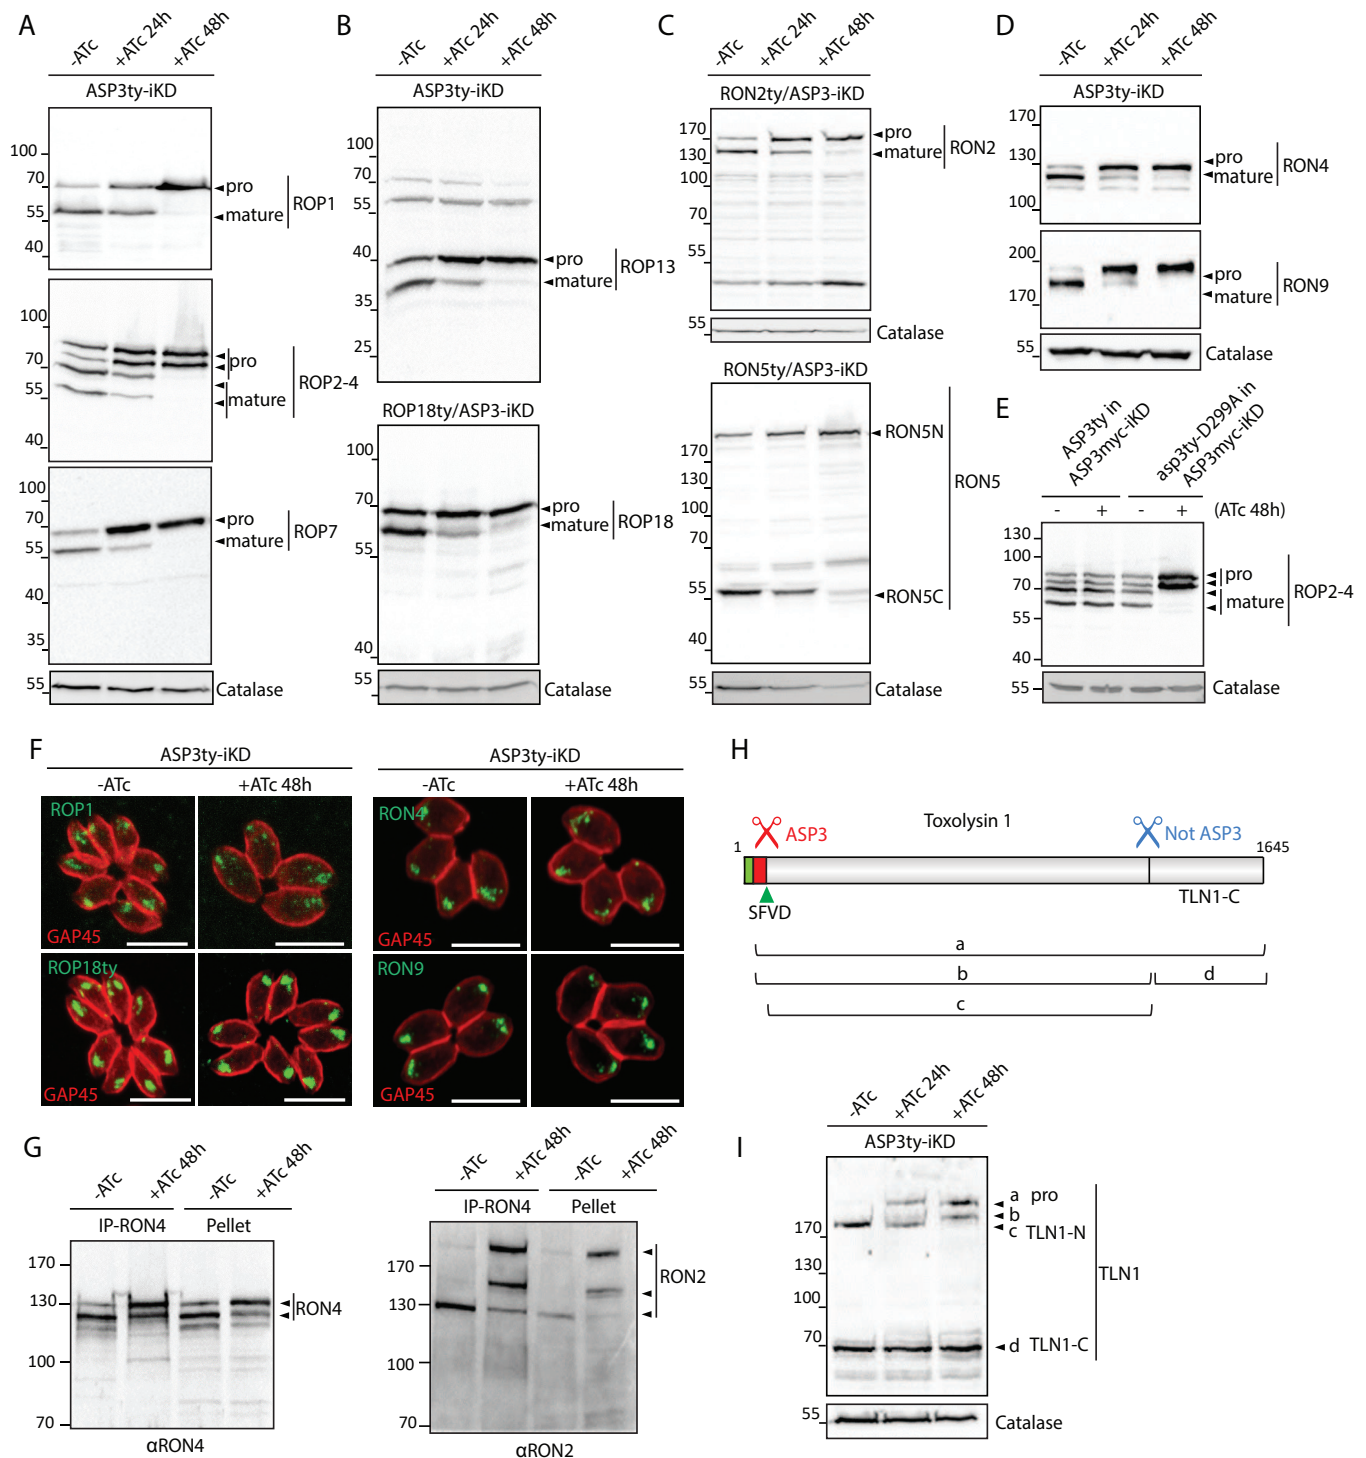 A
-ATc
+ATc 24h
+ATc 48h
ASP3ty-iKD
100
70
55
40
pro
mature
ROP1
100
70
55
40
pro
mature
ROP2-4
100
70
55
40
35
pro
mature
ROP7
55
Catalase
B
-ATc
+ATc 24h
+ATc 48h
ASP3ty-iKD
100
70
55
40
35
25
pro
mature
ROP13
ROP18ty/ASP3-iKD
100
70
55
40
pro
mature
ROP18
55
Catalase
C
-ATc
+ATc 24h
+ATc 48h
RON2ty/ASP3-iKD
170
130
100
70
55
pro
mature
RON2
55
Catalase
RON5ty/ASP3-iKD
170
130
100
70
55
40
RON5N
RON5C
RON5
55
Catalase
D
-ATc
+ATc 24h
+ATc 48h
ASP3ty-iKD
170
130
100
pro
mature
RON4
200
170
pro
mature
RON9
55
Catalase
E
ASP3ty in
ASP3myc-iKD
asp3ty-D299A in
ASP3myc-iKD
- + - + (ATc 48h)
130
100
70
55
40
pro
mature
ROP2-4
55
Catalase
F
ASP3ty-iKD
-ATc
+ATc 48h
ROP1
GAP45
ROP18ty
GAP45
ASP3ty-iKD
-ATc
+ATc 48h
RON4
GAP45
RON9
GAP45
G
-ATc
+ATc 48h
-ATc
+ATc 48h
IP-RON4
Pellet
170
130
100
70
RON4
αRON4
-ATc
+ATc 48h
-ATc
+ATc 48h
IP-RON4
Pellet
170
130
100
70
RON2
αRON2
H
Toxolysin 1
ASP3
Not ASP3
1
1645
SFVD
TLN1-C
a
b
d
c
I
-ATc
+ATc 24h
+ATc 48h
ASP3ty-iKD
170
130
100
70
a pro
b
c TLN1-N
d TLN1-C
TLN1
55
Catalase